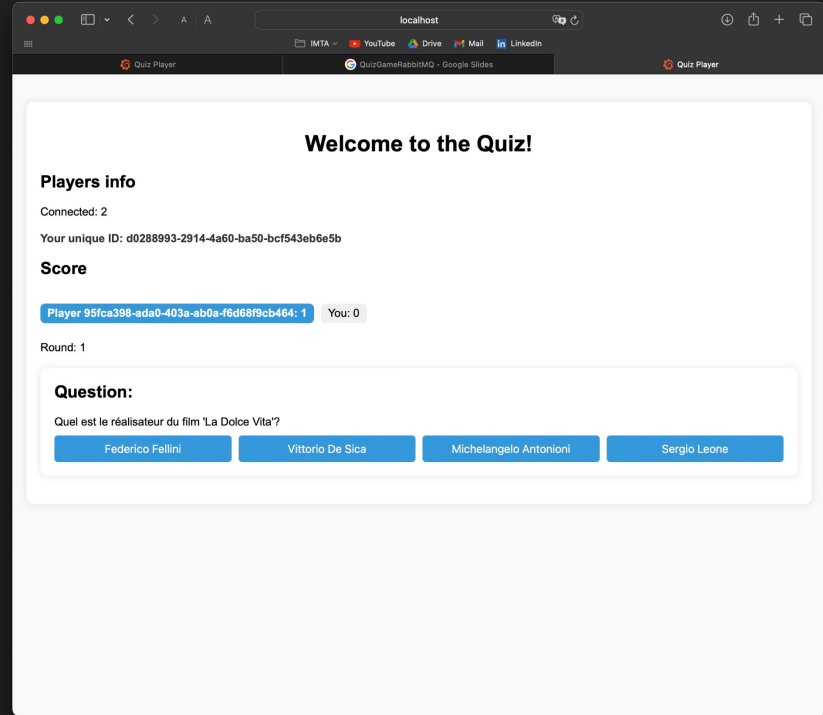 A A localhost
IMTA YouTube Drive Mail in LinkedIn
Quiz Player QuizGameRabbitMQ - Google Slides Quiz Player
Welcome to the Quiz!
Players info
Connected: 2
Your unique ID: d0288993-2914-4a60-ba50-bcf543eb6e5b
Score
Player 95fca398-ada0-403a-ab0a-f6d68f9cb464: 1 You: 0
Round: 1
Question:
Quel est le réalisateur du film 'La Dolce Vita'?
Federico Fellini Vittorio De Sica Michelangelo Antonioni Sergio Leone